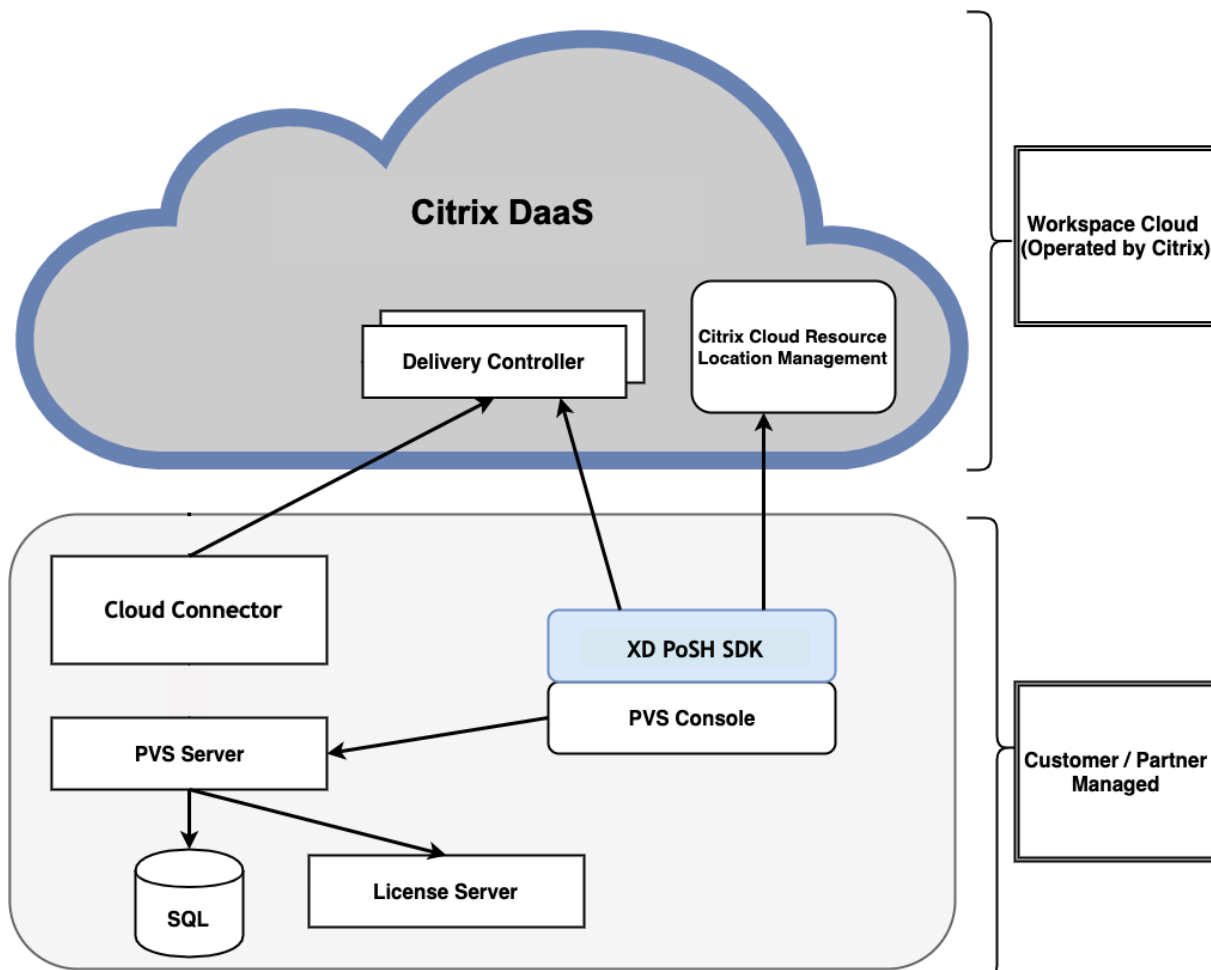 Citrix DaaS
Workspace Cloud
(Operated by Citrix)
Delivery Controller
Citrix Cloud Resource
Location Management
Cloud Connector
XD PoSH SDK
PVS Console
PVS Server
Customer / Partner
Managed
SQL
License Server